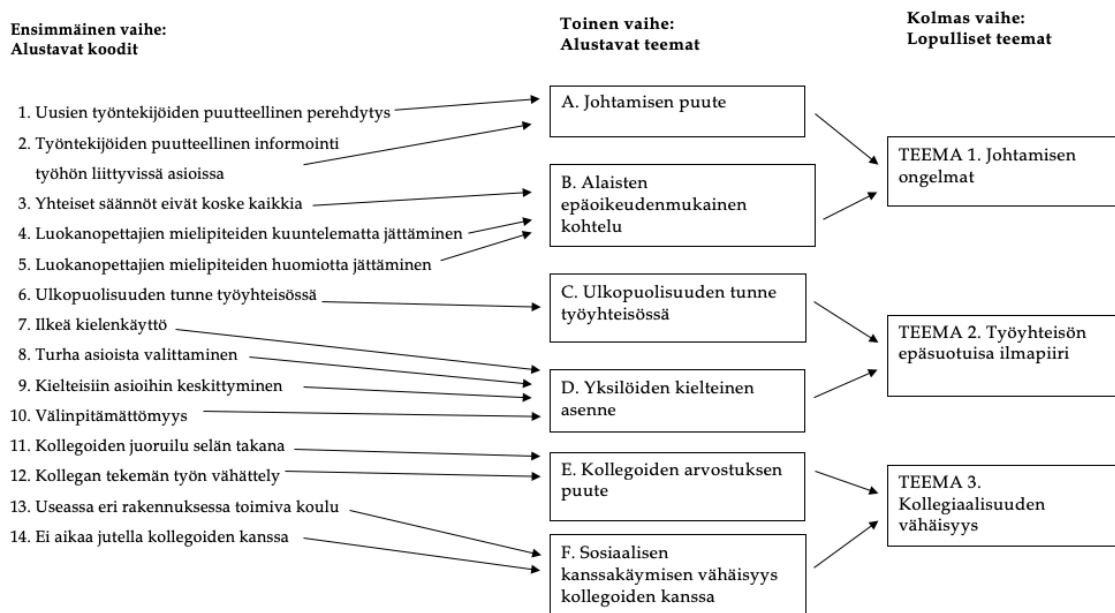 Ensimmäinen vaihe:
Alustavat koodit
1. Uusien työntekijöiden puutteellinen perehdytys
2. Työntekijöiden puutteellinen informointi
työhön liittyvissä asioissa
3. Yhteiset säännöt eivät koske kaikkia
4. Luokanopettajien mielipiteiden kuuntelematta jättäminen
5. Luokanopettajien mielipiteiden huomiotta jättäminen
6. Ulkopuolisuuden tunne työyhteisössä
7. Ilkeä kielenkäyttö
8. Turha asioista valittaminen
9. Kielteisiin asioihin keskittyminen
10. Välinpitämättömyys
11. Kollegoiden juoruilu selän takana
12. Kollegan tekemän työn vähättely
13. Useassa eri rakennuksessa toimiva koulu
14. Ei aikaa jutella kollegoiden kanssa
Toinen vaihe:
Alustavat teemat
A. Johtamisen puute
B. Alaisten
epäoikeudenmukainen
kohtelu
C. Ulkopuolisuuden tunne
työyhteisössä
D. Yksilöiden kielteinen
asenne
E. Kollegoiden arvostuksen
puute
F. Sosiaalisen
kanssakäymisen vähäisyys
kollegoiden kanssa
Kolmas vaihe:
Lopulliset teemat
TEEMA 1. Johtamisen
ongelmat
TEEMA 2. Työyhteisön
epäsuotuisa ilmapiiri
TEEMA 3.
Kollegiaalisuuden
vähäisyys